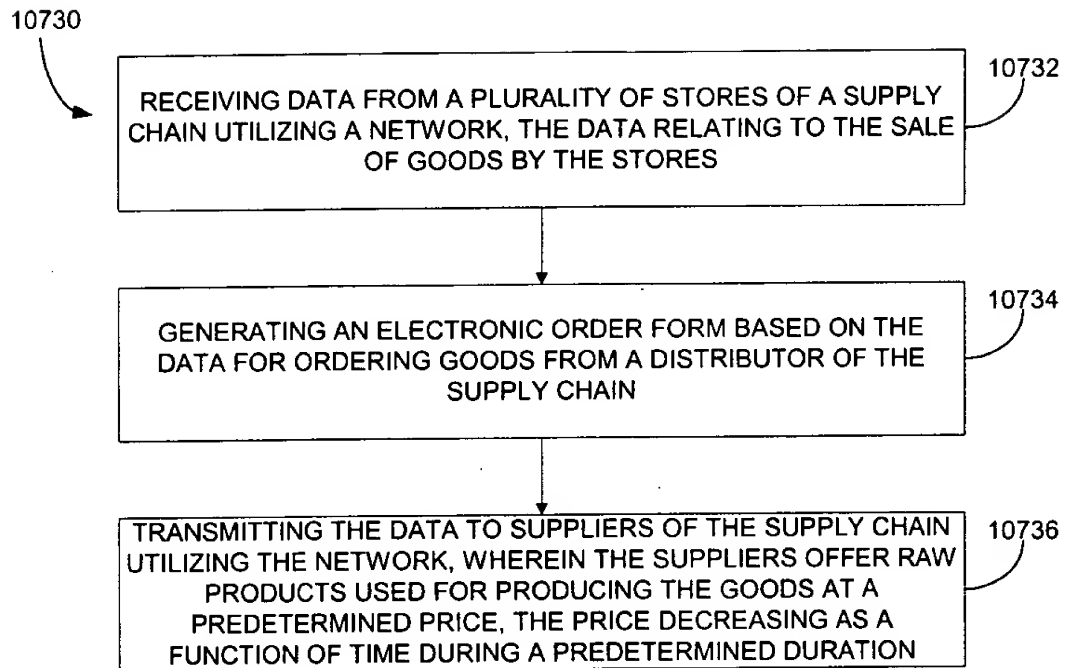 10730
10732
RECEIVING DATA FROM A PLURALITY OF STORES OF A SUPPLY
CHAIN UTILIZING A NETWORK, THE DATA RELATING TO THE SALE
OF GOODS BY THE STORES
10734
GENERATING AN ELECTRONIC ORDER FORM BASED ON THE
DATA FOR ORDERING GOODS FROM A DISTRIBUTOR OF THE
SUPPLY CHAIN
10736
TRANSMITTING THE DATA TO SUPPLIERS OF THE SUPPLY CHAIN
UTILIZING THE NETWORK, WHEREIN THE SUPPLIERS OFFER RAW
PRODUCTS USED FOR PRODUCING THE GOODS AT A
PREDETERMINED PRICE, THE PRICE DECREASING AS A
FUNCTION OF TIME DURING A PREDETERMINED DURATION